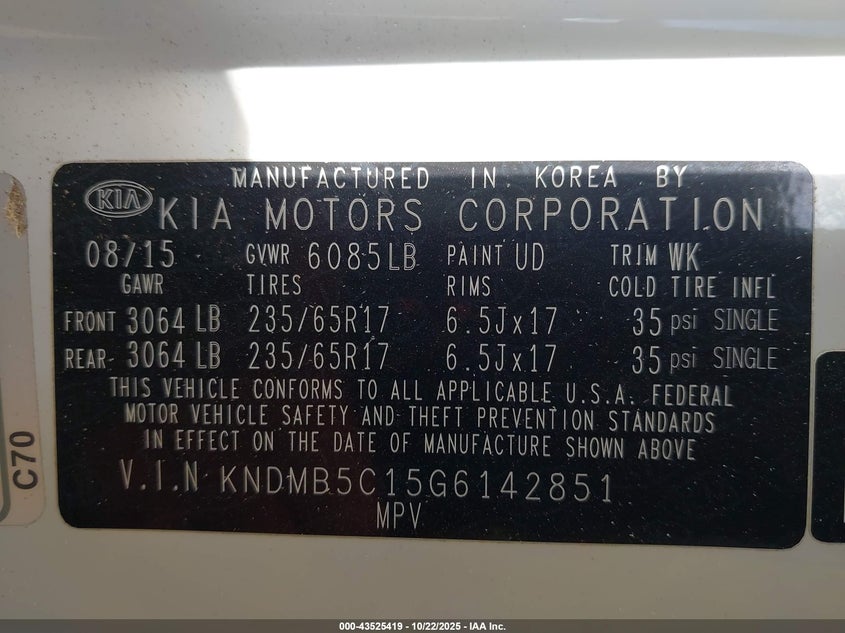 MANUFACTURED IN KOREA BY
KIA KIA MOTORS CORPORATION
08/15 GVWR 6085LB PAINT UD TRIM WK
GAWR TIRES RIMS COLD TIRE INFL
FRONT 3064 LB 235/65R17 6.5Jx17 35 psi SINGLE
REAR 3064 LB 235/65R17 6.5Jx17 35 psi SINGLE
THIS VEHICLE CONFORMS TO ALL APPLICABLE U.S.A. FEDERAL
MOTOR VEHICLE SAFETY AND THEFT PREVENTION STANDARDS
IN EFFECT ON THE DATE OF MANUFACTURE SHOWN ABOVE
V.I.N KNDMB5C15G6142851
MPV
C70
000-43525419 - 10/22/2025 - IAA Inc.